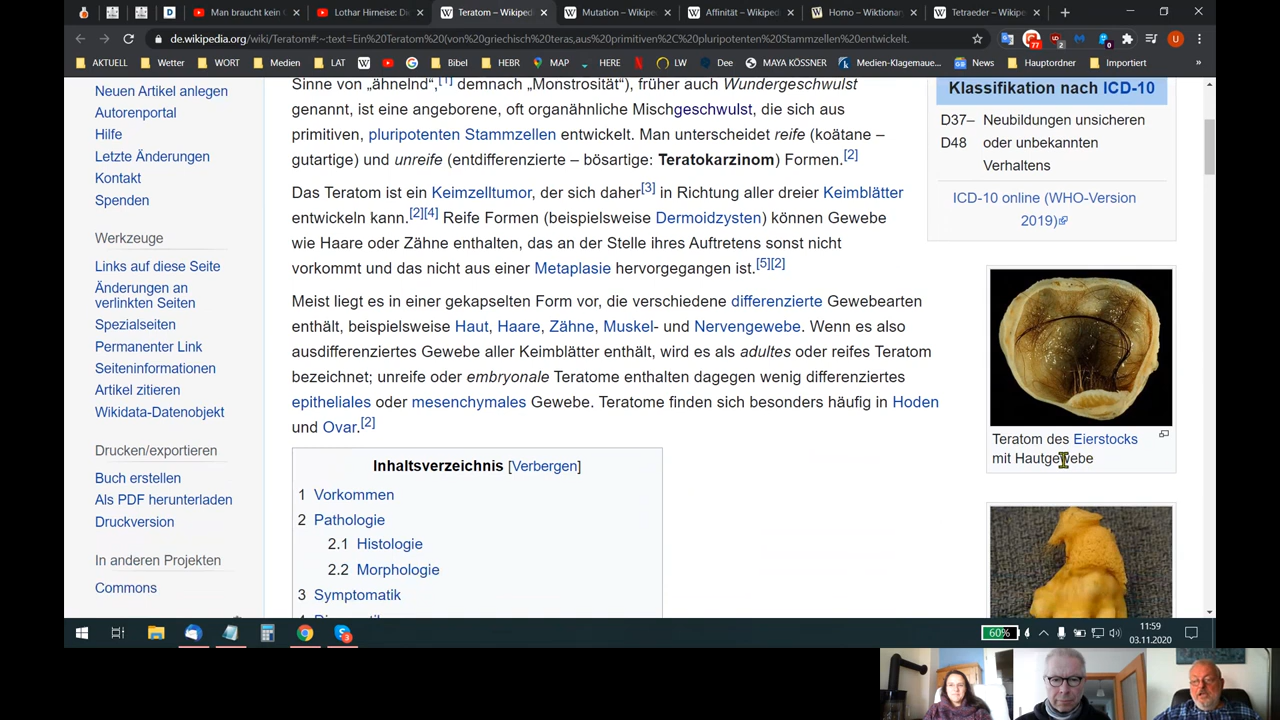 Man braucht kein
Lothar Hirneise: Di
Teratom – Wikiped
Mutation – Wikiped
Affinität – Wikiped
Homo – Wiktionary
Tetraeder – Wikipe
de.wikipedia.org/wiki/Teratom#:~:text=Ein%20Teratom%20(von%20griechisch%20teras,aus%20primitiven%2C%20pluripotenten%20Stammzellen%20entwickelt.
77
2
0
U
AKTUELL
Wetter
WORT
Medien
LAT
Bibel
HEBR
MAP
HERE
LW
MAYA KÖSSNER
Medien-Klagemaue...
News
Hauptordner
Importiert
»
Neuen Artikel anlegen
Autorenportal
Hilfe
Letzte Änderungen
Kontakt
Spenden
Werkzeuge
Links auf diese Seite
Änderungen an
verlinkten Seiten
Spezialseiten
Permanenter Link
Seiteninformationen
Artikel zitieren
Wikidata-Datenobjekt
Drucken/exportieren
Buch erstellen
Als PDF herunterladen
Druckversion
In anderen Projekten
Commons
Sinne von „ähnelnd“,[1] demnach „Monstrosität“), früher auch Wundergeschwulst
genannt, ist eine angeborene, oft organähnliche Mischgeschwulst, die sich aus
primitiven, pluripotenten Stammzellen entwickelt. Man unterscheidet reife (koätane –
gutartige) und unreife (entdifferenzierte – bösartige: Teratokarzinom) Formen.[2]
Das Teratom ist ein Keimzelltumor, der sich daher[3] in Richtung aller dreier Keimblätter
entwickeln kann.[2][4] Reife Formen (beispielsweise Dermoidzysten) können Gewebe
wie Haare oder Zähne enthalten, das an der Stelle ihres Auftretens sonst nicht
vorkommt und das nicht aus einer Metaplasie hervorgegangen ist.[5][2]
Meist liegt es in einer gekapselten Form vor, die verschiedene differenzierte Gewebearten
enthält, beispielsweise Haut, Haare, Zähne, Muskel- und Nervengewebe. Wenn es also
ausdifferenziertes Gewebe aller Keimblätter enthält, wird es als adultes oder reifes Teratom
bezeichnet; unreife oder embryonale Teratome enthalten dagegen wenig differenziertes
epitheliales oder mesenchymales Gewebe. Teratome finden sich besonders häufig in Hoden
und Ovar.[2]
Inhaltsverzeichnis [Verbergen]
1 Vorkommen
2 Pathologie
2.1 Histologie
2.2 Morphologie
3 Symptomatik
Klassifikation nach ICD-10
D37– Neubildungen unsicheren
D48 oder unbekannten
Verhaltens
ICD-10 online (WHO-Version
2019)
Teratom des Eierstocks
mit Hautgewebe
60%
11:59
03.11.2020